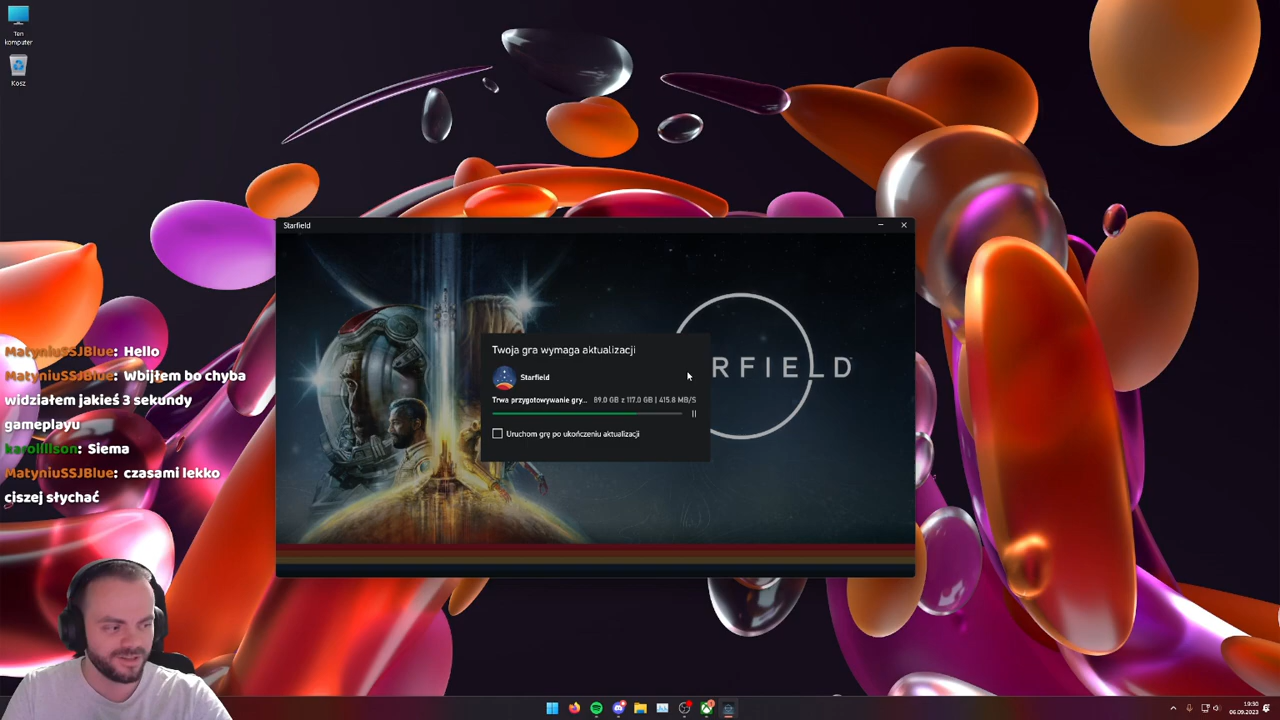 Ten
komputer
Kosz
Starfield
RFIELD
Twoja gra wymaga aktualizacji
Starfield
Trwa przygotowywanie gry... 89.0 GB z 117.0 GB | 415.8 MB/S
Uruchom grę po ukończeniu aktualizacji
MatyniuSSJBlue: Hello
MatyniuSSJBlue: Wbijłem bo chyba
widziałem jakieś 3 sekundy
gameplayu
karolillson: Siema
MatyniuSSJBlue: czasami lekko
ciszej słychać
19:30
06.09.2023